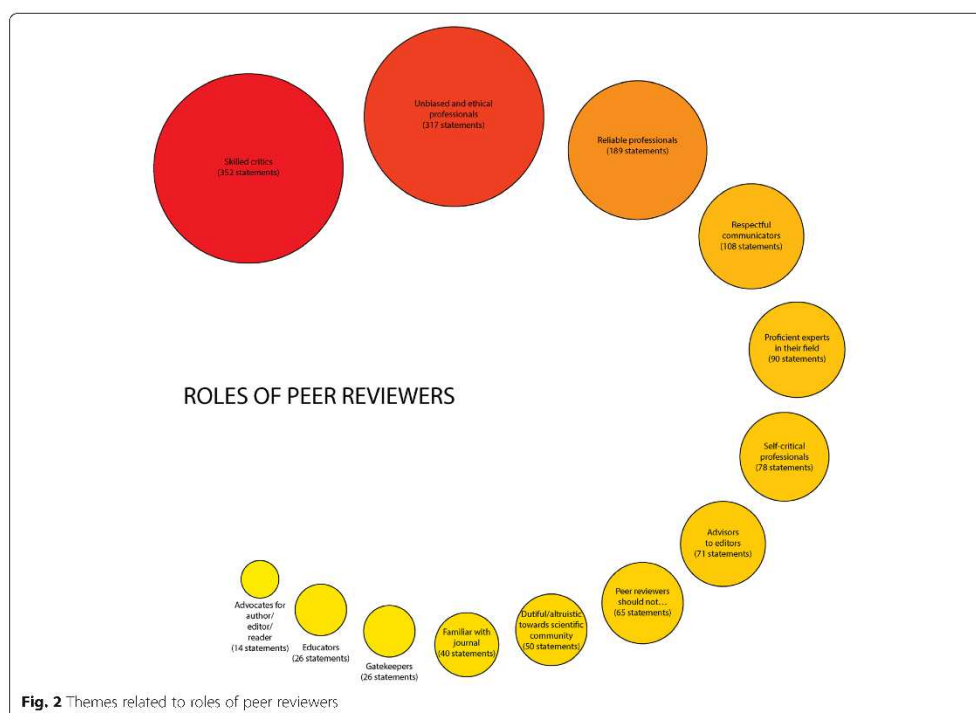 Skilled critics
(352 statements)
Unbiased and ethical
professionals
(317 statements)
Reliable professionals
(189 statements)
Respectful
communicators
(108 statements)
Proficient experts
in their field
(90 statements)
Self-critical
professionals
(78 statements)
Advisors
to editors
(71 statements)
Peer reviewers
should not...
(65 statements)
Dutiful/altruistic
towards scientific
community
(50 statements)
Familiar with
journal
(40 statements)
Gatekeepers
(26 statements)
Educators
(26 statements)
Advocates for
author/
editor/
reader
(14 statements)
ROLES OF PEER REVIEWERS
Fig. 2 Themes related to roles of peer reviewers